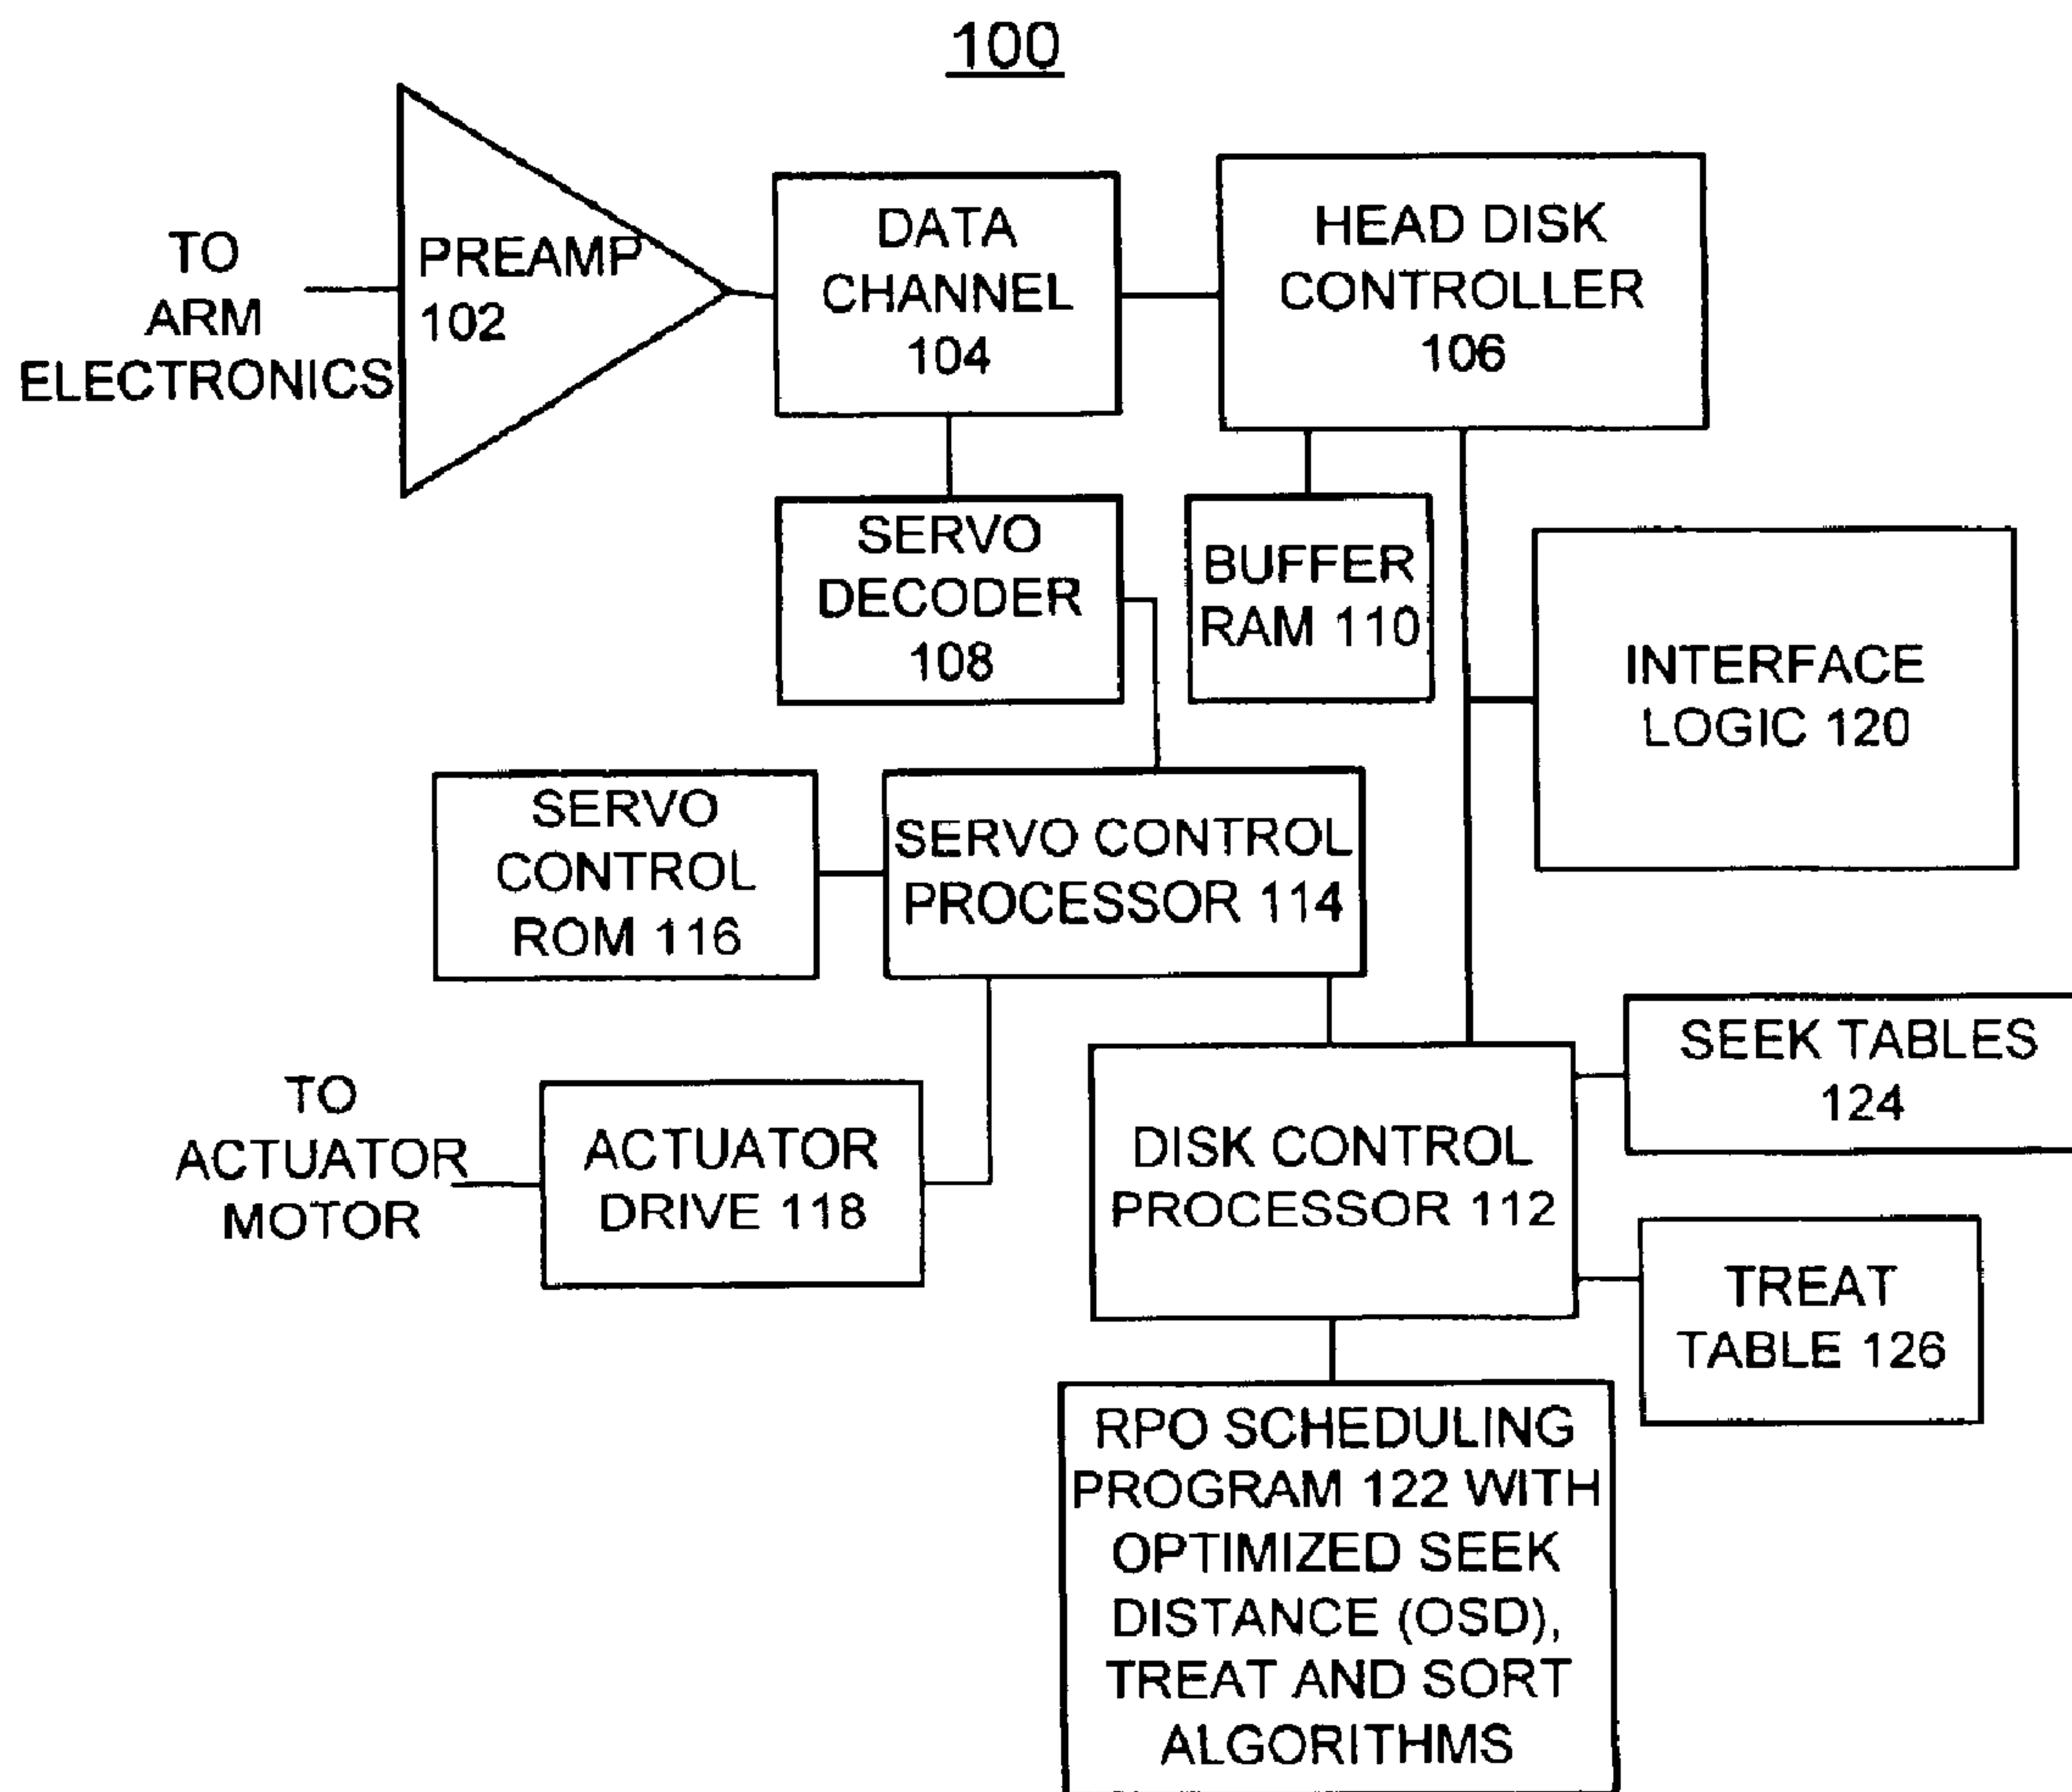 100
TO
ARM
ELECTRONICS
PREAMP
102
DATA
CHANNEL
104
HEAD DISK
CONTROLLER
106
SERVO
DECODER
108
BUFFER
RAM 110
INTERFACE
LOGIC 120
SERVO
CONTROL
ROM 116
SERVO CONTROL
PROCESSOR 114
SEEK TABLES
124
TO
ACTUATOR
MOTOR
ACTUATOR
DRIVE 118
DISK CONTROL
PROCESSOR 112
TREAT
TABLE 126
RPO SCHEDULING
PROGRAM 122 WITH
OPTIMIZED SEEK
DISTANCE (OSD),
TREAT AND SORT
ALGORITHMS